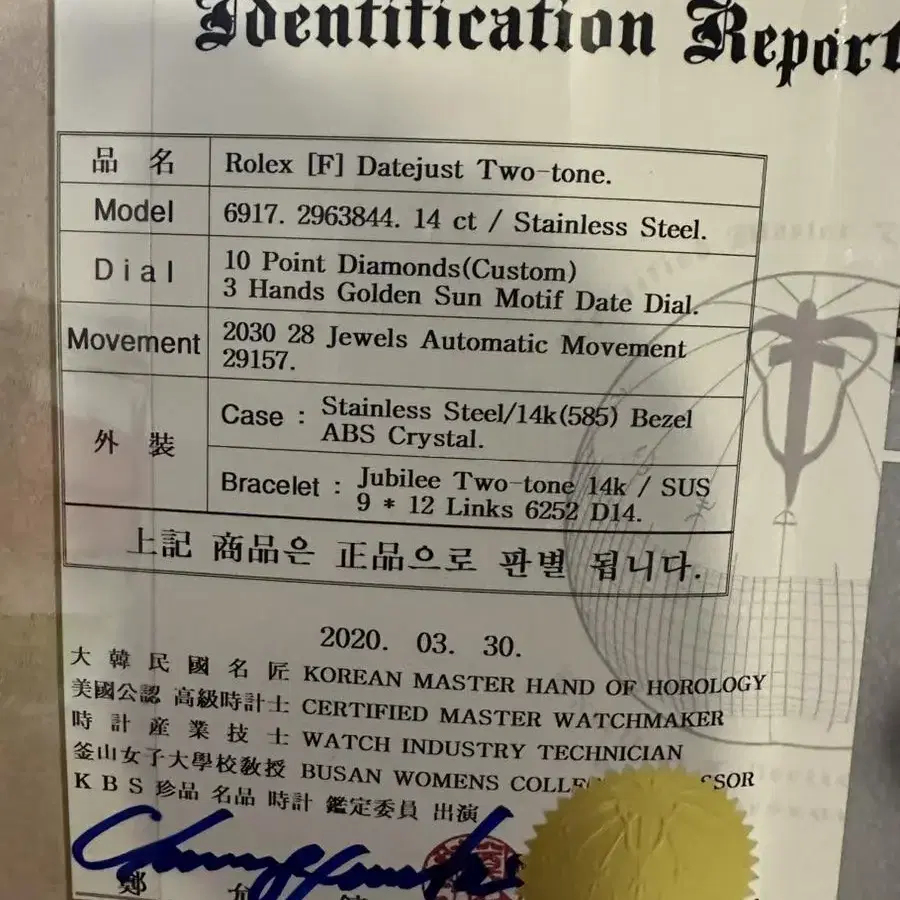 Identification Report
品 名 Rolex [F] Datejust Two-tone.
Model 6917. 2963844. 14 ct / Stainless Steel.
Dial 10 Point Diamonds(Custom)
3 Hands Golden Sun Motif Date Dial.
Movement 2030 28 Jewels Automatic Movement
29157.
外 裝
Case : Stainless Steel/14k(585) Bezel
ABS Crystal.
Bracelet : Jubilee Two-tone 14k / SUS
9 * 12 Links 6252 D14.
上記 商品은 正品으로 판별 됩니다.
2020. 03. 30.
大 韓 民 國 名 匠 KOREAN MASTER HAND OF HOROLOGY
美國公認 高級時計士 CERTIFIED MASTER WATCHMAKER
時 計 産 業 技 士 WATCH INDUSTRY TECHNICIAN
釜山女子大學校敎授 BUSAN WOMENS COLLE SSOR
K B S 珍品 名品 時計 鑑定委員 出演
鄭